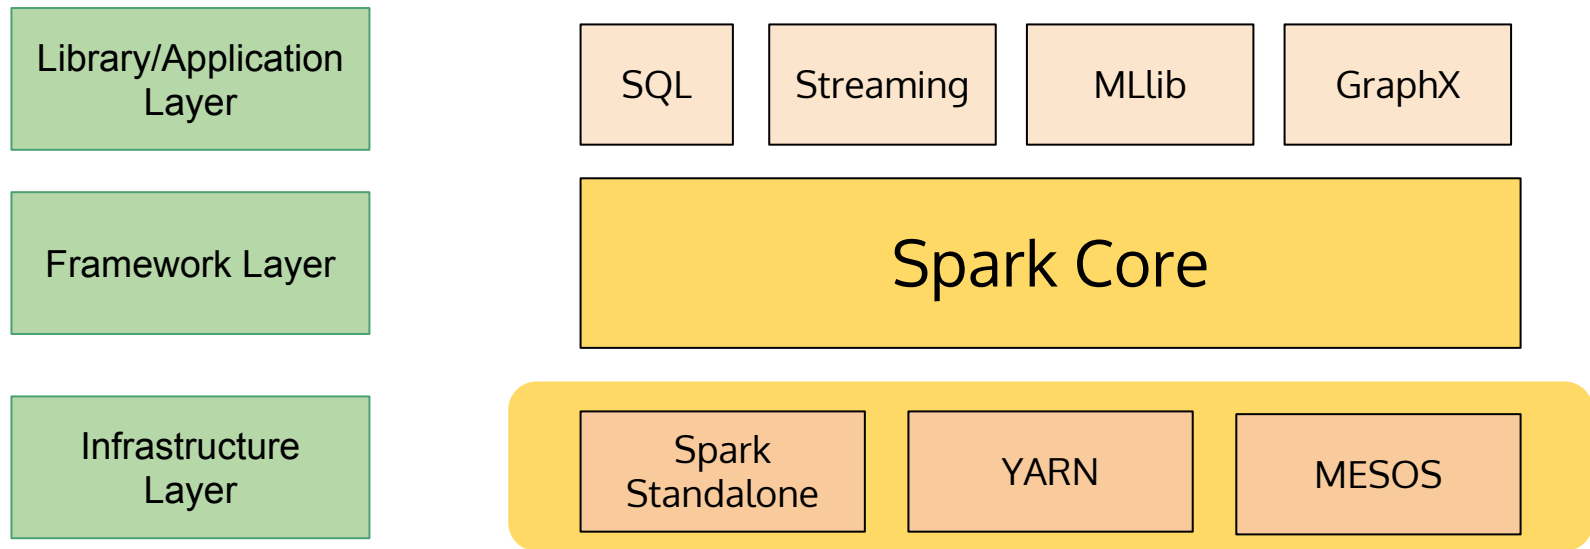 Library/Application
Layer
SQL
Streaming
MLlib
GraphX
Framework Layer
Spark Core
Infrastructure
Layer
Spark
Standalone
YARN
MESOS